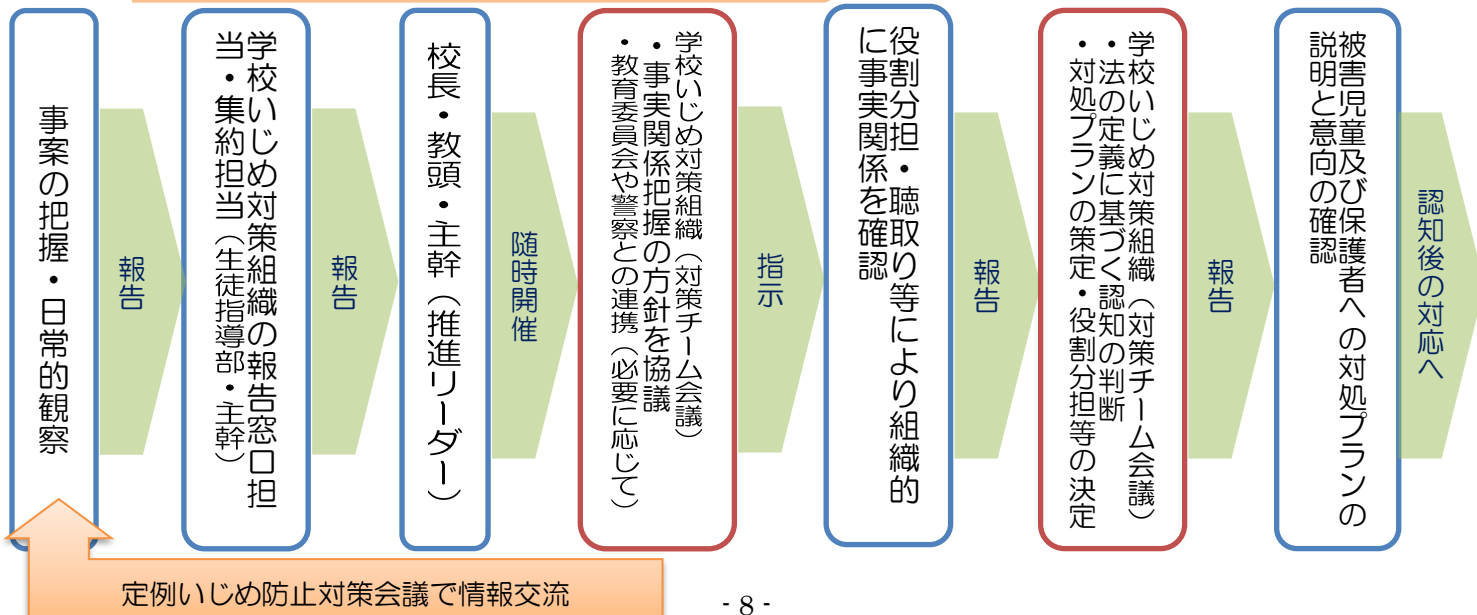 事案の把握・日常的観察
報告
学校いじめ対策組織の報告窓口担
当・集約担当（生徒指導部・主幹）
報告
校長・教頭・主幹（推進リーダー）
随時開催
学校いじめ対策組織（対策チーム会議）
・事実関係把握の方針を協議
・教育委員会や警察との連携（必要に応じて）
指示
役割分担・聴取り等により組織的
に事実関係を確認
報告
学校いじめ対策組織（対策チーム会議）
・法の定義に基づく認知の判断
・対処プランの策定・役割分担等の決定
報告
被害児童及び保護者への対処プランの
説明と意向の確認
認知後の対応へ
定例いじめ防止対策会議で情報交流
- 8 -